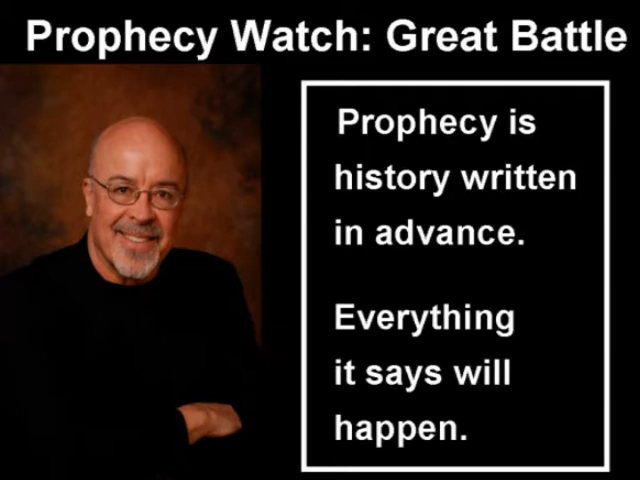 Prophecy Watch: Great Battle
Prophecy is
history written
in advance.
Everything
it says will
happen.